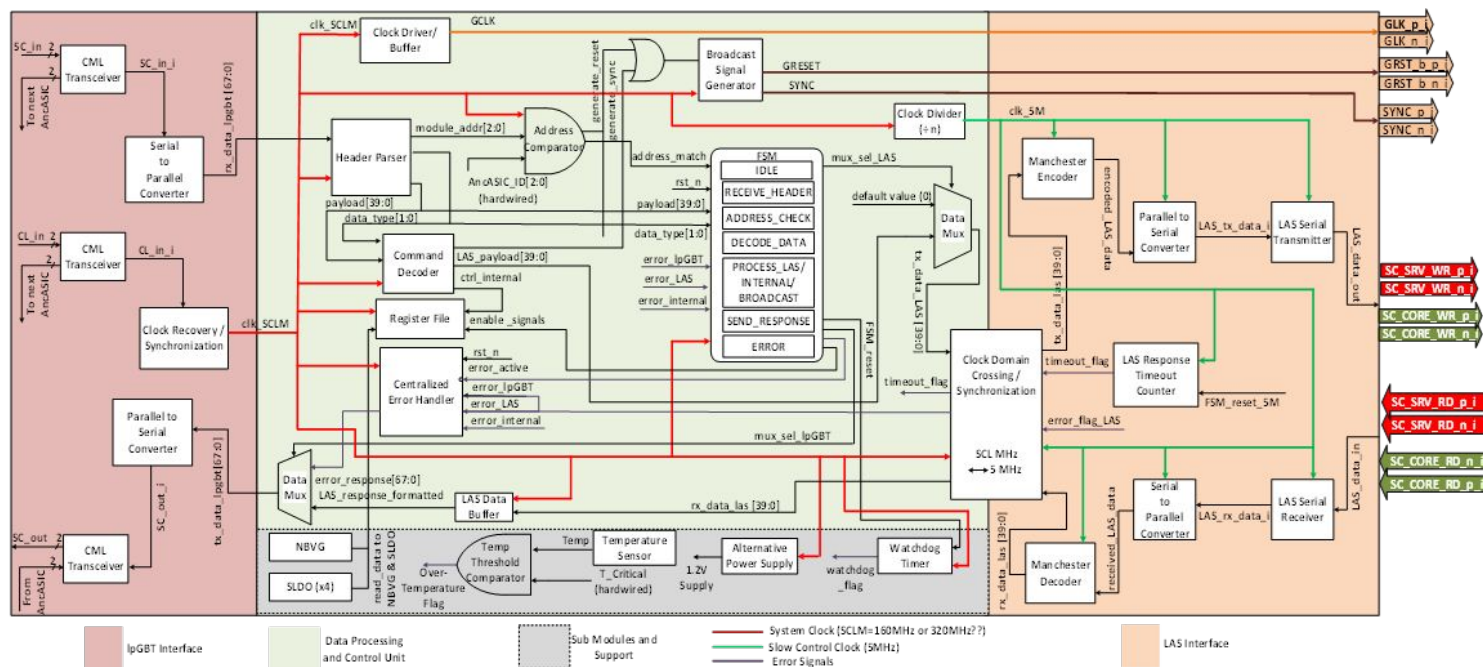 SC_in
2
CML
Transceiver
SC_in_i
2
To next
AncASIC
Serial
to
Parallel
Converter
rx_data_lpgbt [67:0]
CL_in
2
CML
Transceiver
CL_in_i
2
To next
AncASIC
Clock Recovery /
Synchronization
clk_SCLM
Parallel to
Serial
Converter
SC_out_i
tx_data_lpgbt[67:0]
SC_out
2
CML
Transceiver
2
From
AncASIC
clk_SCLM
Clock Driver/
Buffer
GCLK
generate_reset
generate_sync
Broadcast
Signal
Generator
GRESET
SYNC
Header Parser
module_addr[2:0]
Address
Comparator
AncASIC_ID[2:0]
(hardwired)
address_match
payload[39:0]
data_type[1:0]
Command
Decoder
LAS_payload[39:0]
ctrl_internal
Register File
enable _signals
Centralized
Error Handler
rst_n
error_active
error_lpGBT
error_LAS
error_internal
FSM
IDLE
RECEIVE_HEADER
ADDRESS_CHECK
DECODE_DATA
PROCESS_LAS/
INTERNAL/
BROADCAST
SEND_RESPONSE
ERROR
rst_n
payload[39:0]
data_type[1:0]
error_lpGBT
error_LAS
error_internal
mux_sel_LAS
default value (0)
Data
Mux
tx_data_LAS [39:0]
FSM_reset
Clock Divider
(÷n)
clk_5M
Clock Domain
Crossing /
Synchronization
SCLMHz
↔5 MHz
timeout_flag
mux_sel_lpGBT
Data
Mux
error_response[67:0]
LAS_response_formatted
LAS Data
Buffer
rx_data_las [39:0]
NBVG
SLDO (x4)
read_data to
NBVG & SLDO
Over-
Temperature
Flag
Temp
Threshold
Comparator
Temp
Temperature
Sensor
T_Critical
(hardwired)
1.2V
Supply
Alternative
Power Supply
watchdog
_flag
Watchdog
Timer
Manchester
Encoder
encoded_LAS_data
Parallel to
Serial
Converter
LAS_tx_data_i
LAS Serial
Transmitter
LAS_data_out
tx_data_las [39:0]
timeout_flag
LAS Response
Timeout
Counter
FSM_reset_5M
error_flag_LAS
rx_data_las [39:0]
Manchester
Decoder
received_LAS_data
Serial
to
Parallel
Converter
LAS_rx_data_i
LAS Serial
Receiver
LAS_data_in
GLK_p_i
GLK_n_i
GRST_b_p_i
GRST_b_n_i
SYNC_p_i
SYNC_n_i
SC_SRV_WR_p_i
SC_SRV_WR_n_i
SC_CORE_WR_p_i
SC_CORE_WR_n_i
SC_SRV_RD_p_i
SC_SRV_RD_n_i
SC_CORE_RD_n_i
SC_CORE_RD_p_i
lpGBT Interface
Data Processing
and Control Unit
Sub Modules and
Support
System Clock (SCLM=160MHz or 320MHz??)
Slow Control Clock (5MHz)
Error Signals
LAS Interface